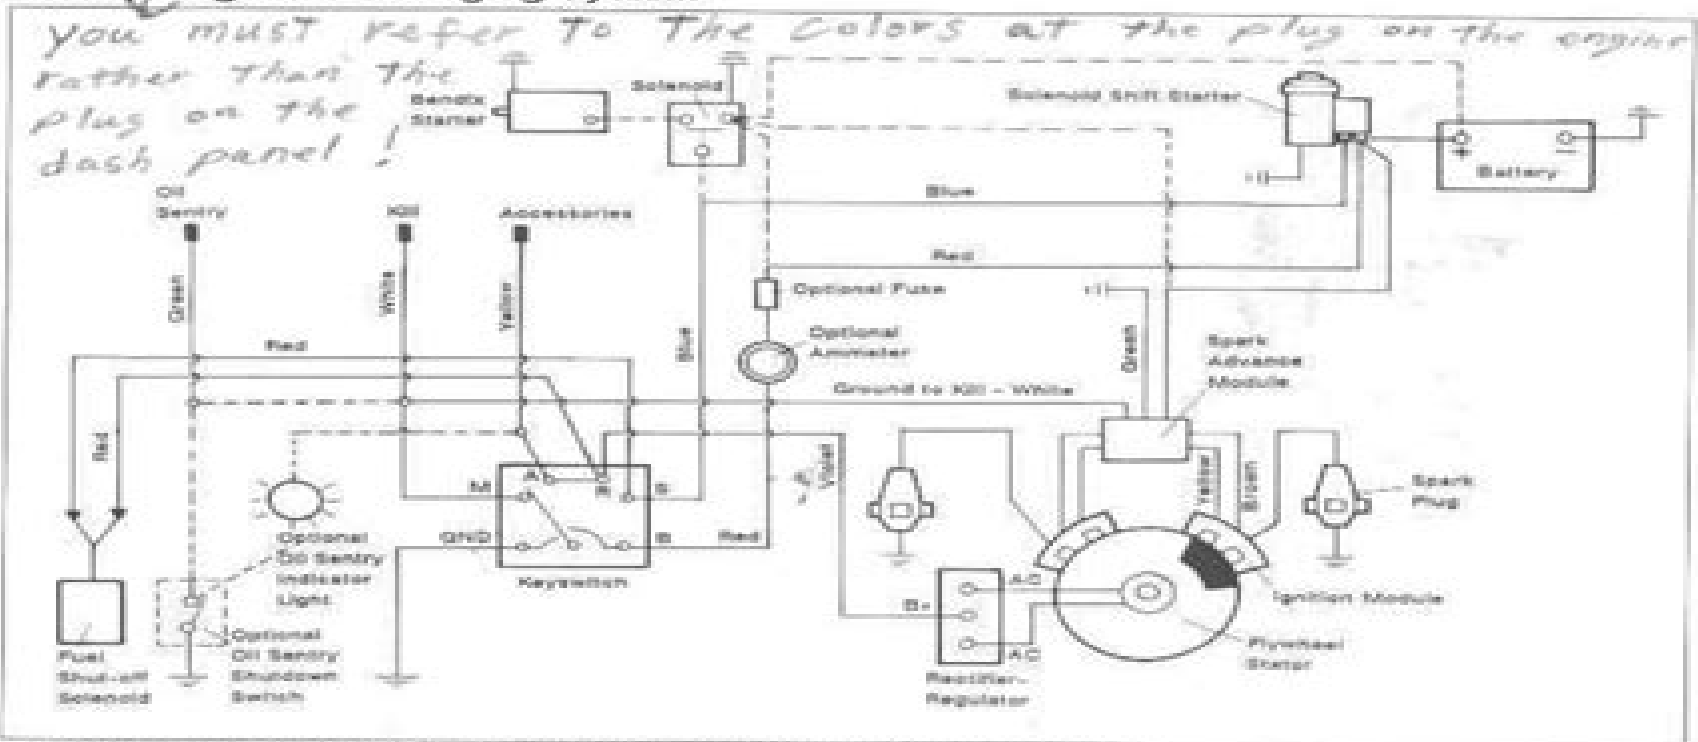 you must refer to the colors at the plug on the engine
rather than the
plug on the
dash panel!
Bendix
Starter
Solenoid
Solenoid Shift Starter
Battery
+
Oil
Sentry
Kill
Accessories
Blue
Red
Green
White
Yellow
Red
Blue
Optional Fuse
Optional
Ammeter
Green
Spark
Advance
Module
Ground to Kill - White
Red
Violet
Yellow
Brown
Spark
Plug
M
A
R
S
GND
B
Red
Keyswitch
Optional
Oil Sentry
Indicator
Light
AC
B+
AC
Ignition Module
Flywheel
Stator
Fuel
Shut-off
Solenoid
Optional
Oil Sentry
Shutdown
Switch
Rectifier-
Regulator